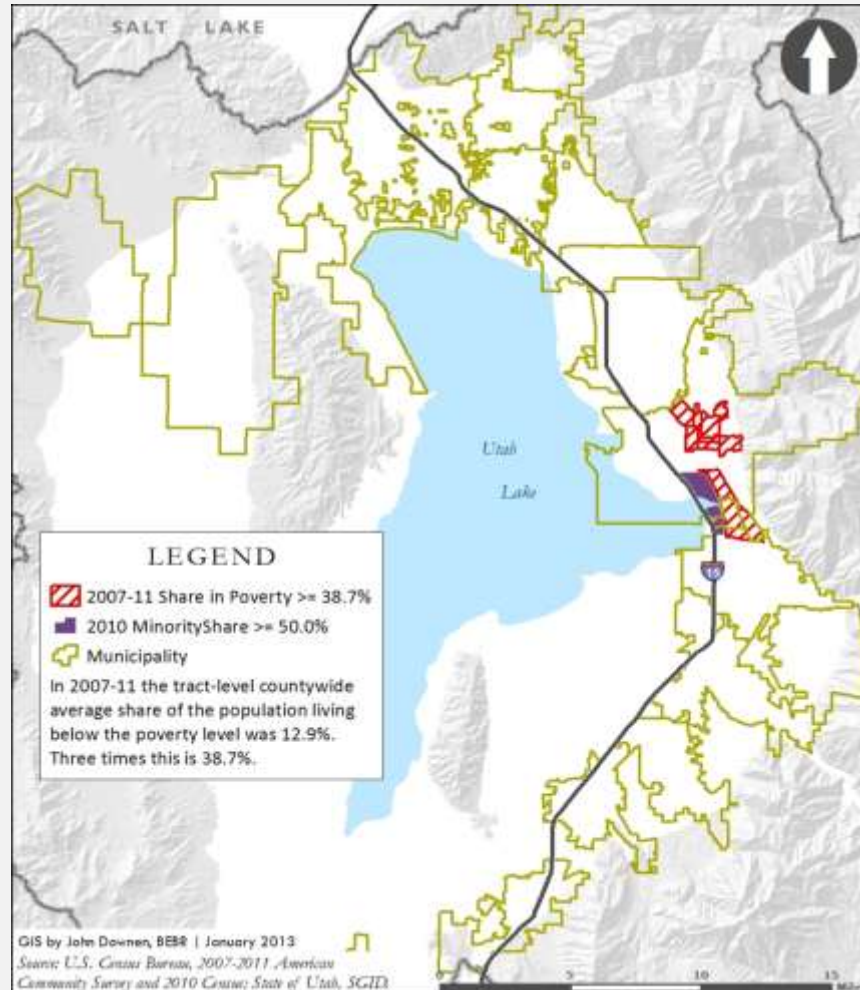 SALT LAKE
Utah
Lake
LEGEND
2007-11 Share in Poverty >= 38.7%
2010 MinorityShare >= 50.0%
Municipality
In 2007-11 the tract-level countywide
average share of the population living
below the poverty level was 12.9%.
Three times this is 38.7%.
15
GIS by John Downen, BEBR | January 2013
Source: U.S. Census Bureau, 2007-2011 American
Community Survey and 2010 Census; State of Utah, SGID.
0 5 10 15